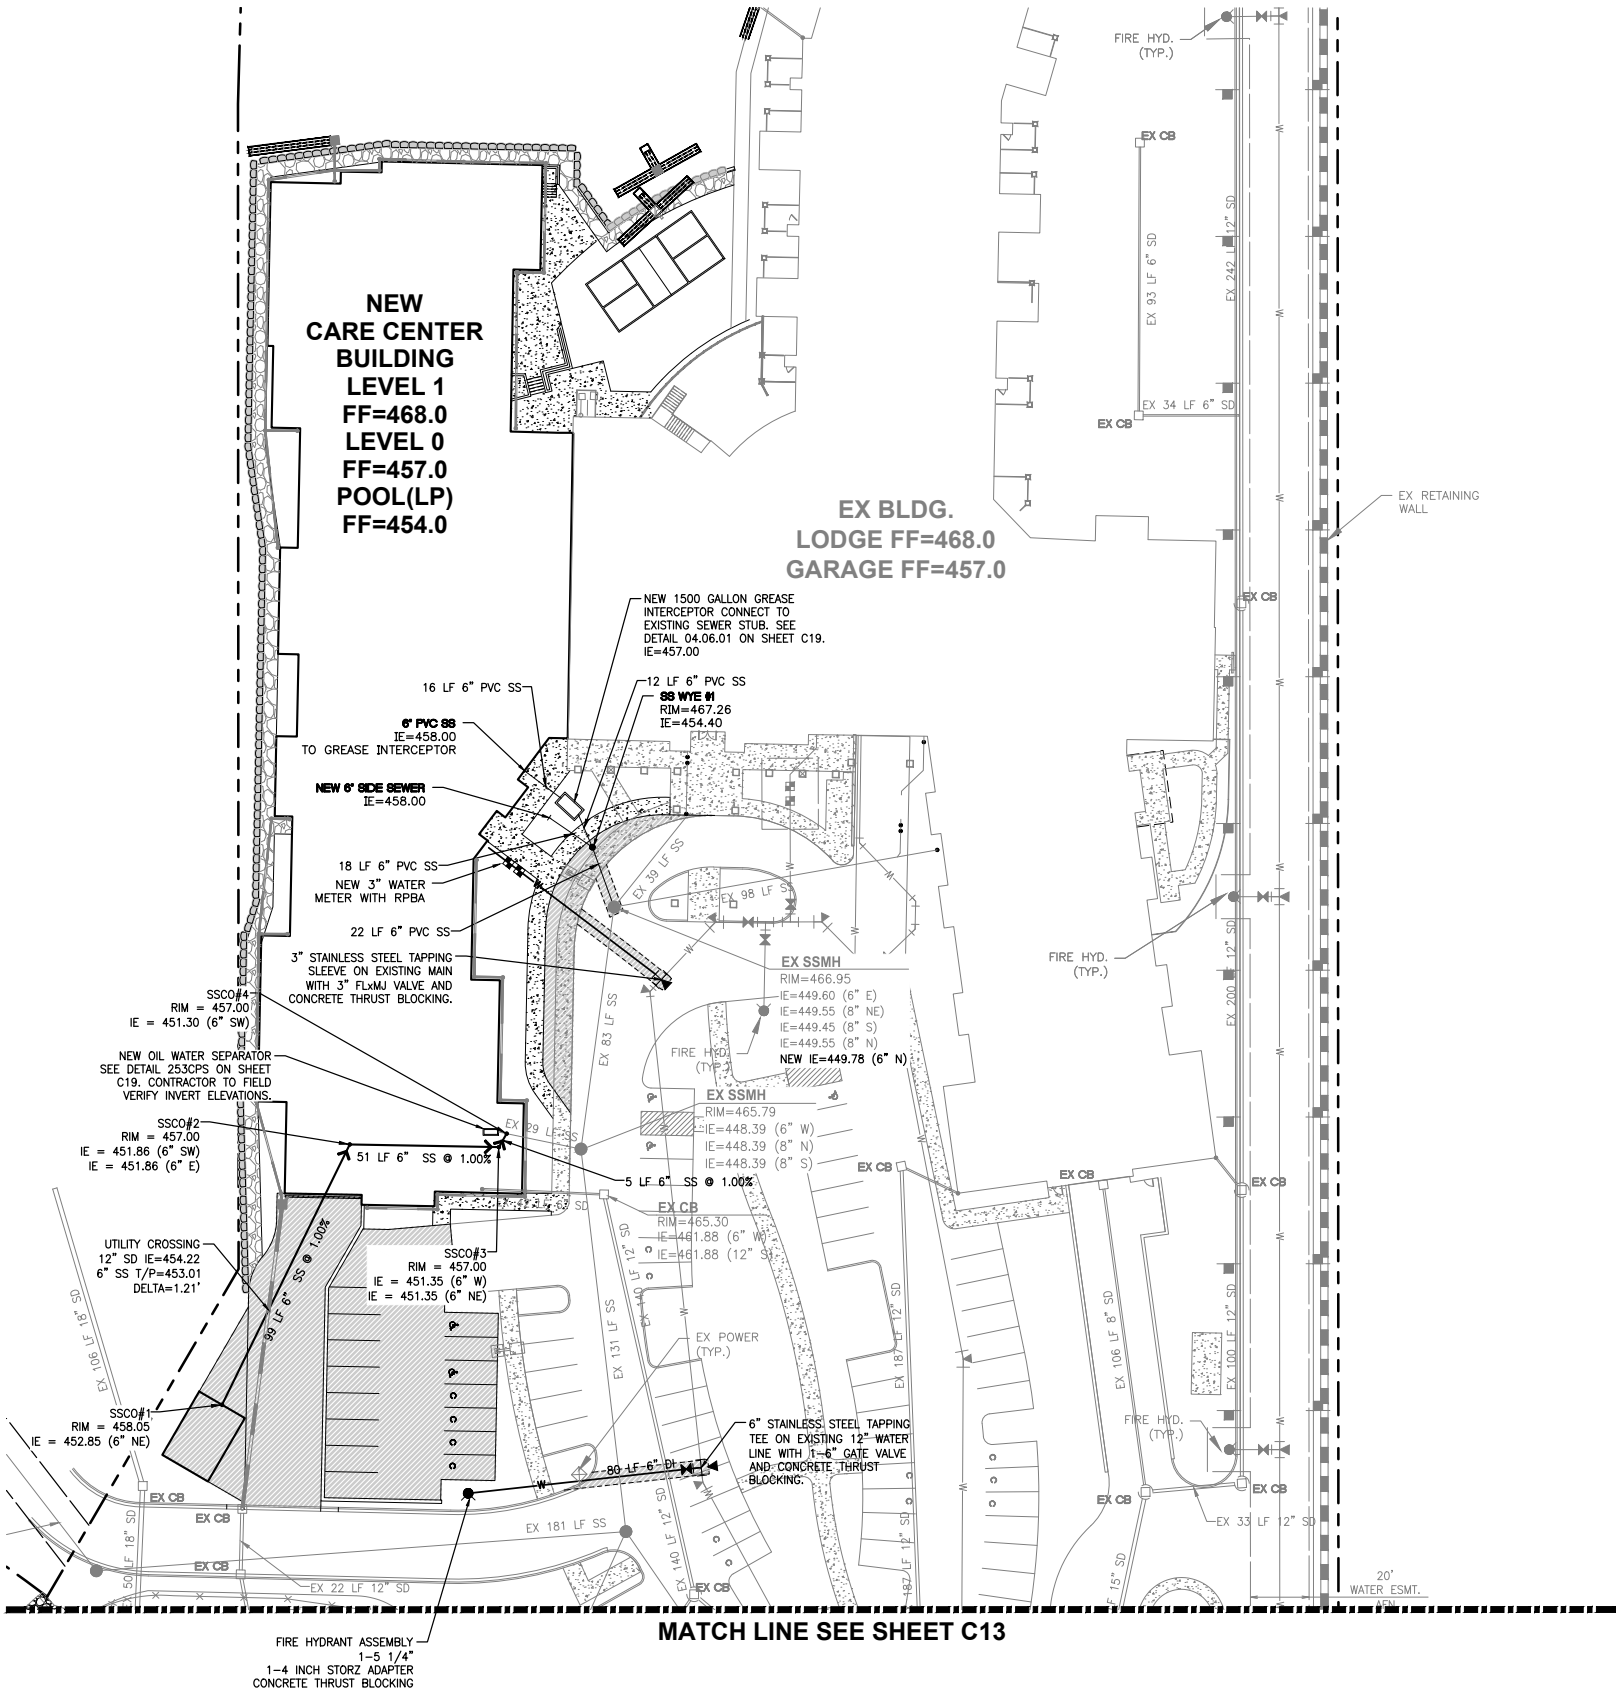 FIRE HYD.
(TYP.)
EX CB
EX 93 LF 6" SD
EX 242 LF 12" SD
EX 34 LF 6" SD
EX CB
NEW
CARE CENTER
BUILDING
LEVEL 1
FF=468.0
LEVEL 0
FF=457.0
POOL(LP)
FF=454.0
EX BLDG.
LODGE FF=468.0
GARAGE FF=457.0
EX RETAINING
WALL
EX CB
NEW 1500 GALLON GREASE
INTERCEPTOR CONNECT TO
EXISTING SEWER STUB. SEE
DETAIL 04.06.01 ON SHEET C19.
IE=457.00
16 LF 6" PVC SS
12 LF 6" PVC SS
SS WYE #1
RIM=467.26
IE=454.40
6" PVC SS
IE=458.00
TO GREASE INTERCEPTOR
NEW 6" SIDE SEWER
IE=458.00
18 LF 6" PVC SS
NEW 3" WATER
METER WITH RPBA
22 LF 6" PVC SS
EX 39 LF SS
EX 98 LF SS
3" STAINLESS STEEL TAPPING
SLEEVE ON EXISTING MAIN
WITH 3" FLxMJ VALVE AND
CONCRETE THRUST BLOCKING.
EX SSMH
RIM=466.95
IE=449.60 (6" E)
IE=449.55 (8" NE)
IE=449.45 (8" S)
IE=449.55 (8" N)
NEW IE=449.78 (6" N)
FIRE HYD.
(TYP.)
FIRE HYD.
(TYP.)
EX 200 LF 12" SD
EX 83 LF SS
SSCO#4
RIM = 457.00
IE = 451.30 (6" SW)
NEW OIL WATER SEPARATOR
SEE DETAIL 253CPS ON SHEET
C19. CONTRACTOR TO FIELD
VERIFY INVERT ELEVATIONS.
SSCO#2
RIM = 457.00
IE = 451.86 (6" SW)
IE = 451.86 (6" E)
EX 29 LF SS
51 LF 6" SS @ 1.00%
5 LF 6" SS @ 1.00%
EX SSMH
RIM=465.79
IE=448.39 (6" W)
IE=448.39 (8" N)
IE=448.39 (8" S)
EX CB
EX CB
EX CB
EX CB
RIM=465.30
IE=461.88 (6" W)
IE=461.88 (12" S)
UTILITY CROSSING
12" SD IE=454.22
6" SS T/P=453.01
DELTA=1.21'
99 LF 6" SS @ 1.00%
SSCO#3
RIM = 457.00
IE = 451.35 (6" W)
IE = 451.35 (6" NE)
EX 106 LF 18" SD
EX 131 LF SS
EX 140 LF 12" SD
EX POWER
(TYP.)
EX 187 LF 12" SD
EX 106 LF 8" SD
EX 100 LF 12" SD
SSCO#1
RIM = 458.05
IE = 452.85 (6" NE)
6" STAINLESS STEEL TAPPING
TEE ON EXISTING 12" WATER
LINE WITH 1-6" GATE VALVE
AND CONCRETE THRUST
BLOCKING.
80 LF 6" DI
FIRE HYD.
(TYP.)
EX CB
EX CB
EX CB
EX CB
EX CB
EX 181 LF SS
EX 33 LF 12" SD
50 LF 18" SD
EX 22 LF 12" SD
EX 140 LF 12" SD
EX CB
187 LF 12" SD
15" SD
20'
WATER ESMT.
AFN
MATCH LINE SEE SHEET C13
FIRE HYDRANT ASSEMBLY
1-5 1/4"
1-4 INCH STORZ ADAPTER
CONCRETE THRUST BLOCKING